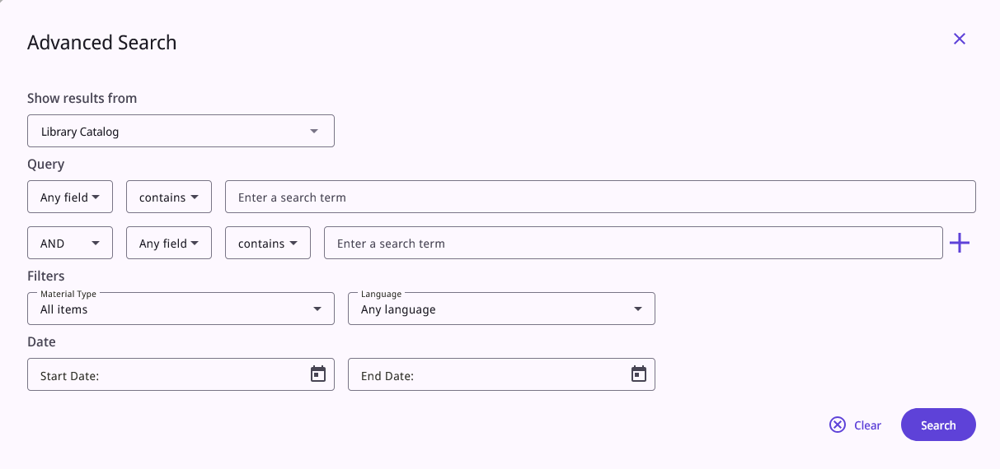 Advanced Search
Show results from
Library Catalog
Query
Any field contains Enter a search term
AND Any field contains Enter a search term
Filters
Material Type Language
All items Any language
Date
Start Date: End Date:
Clear Search